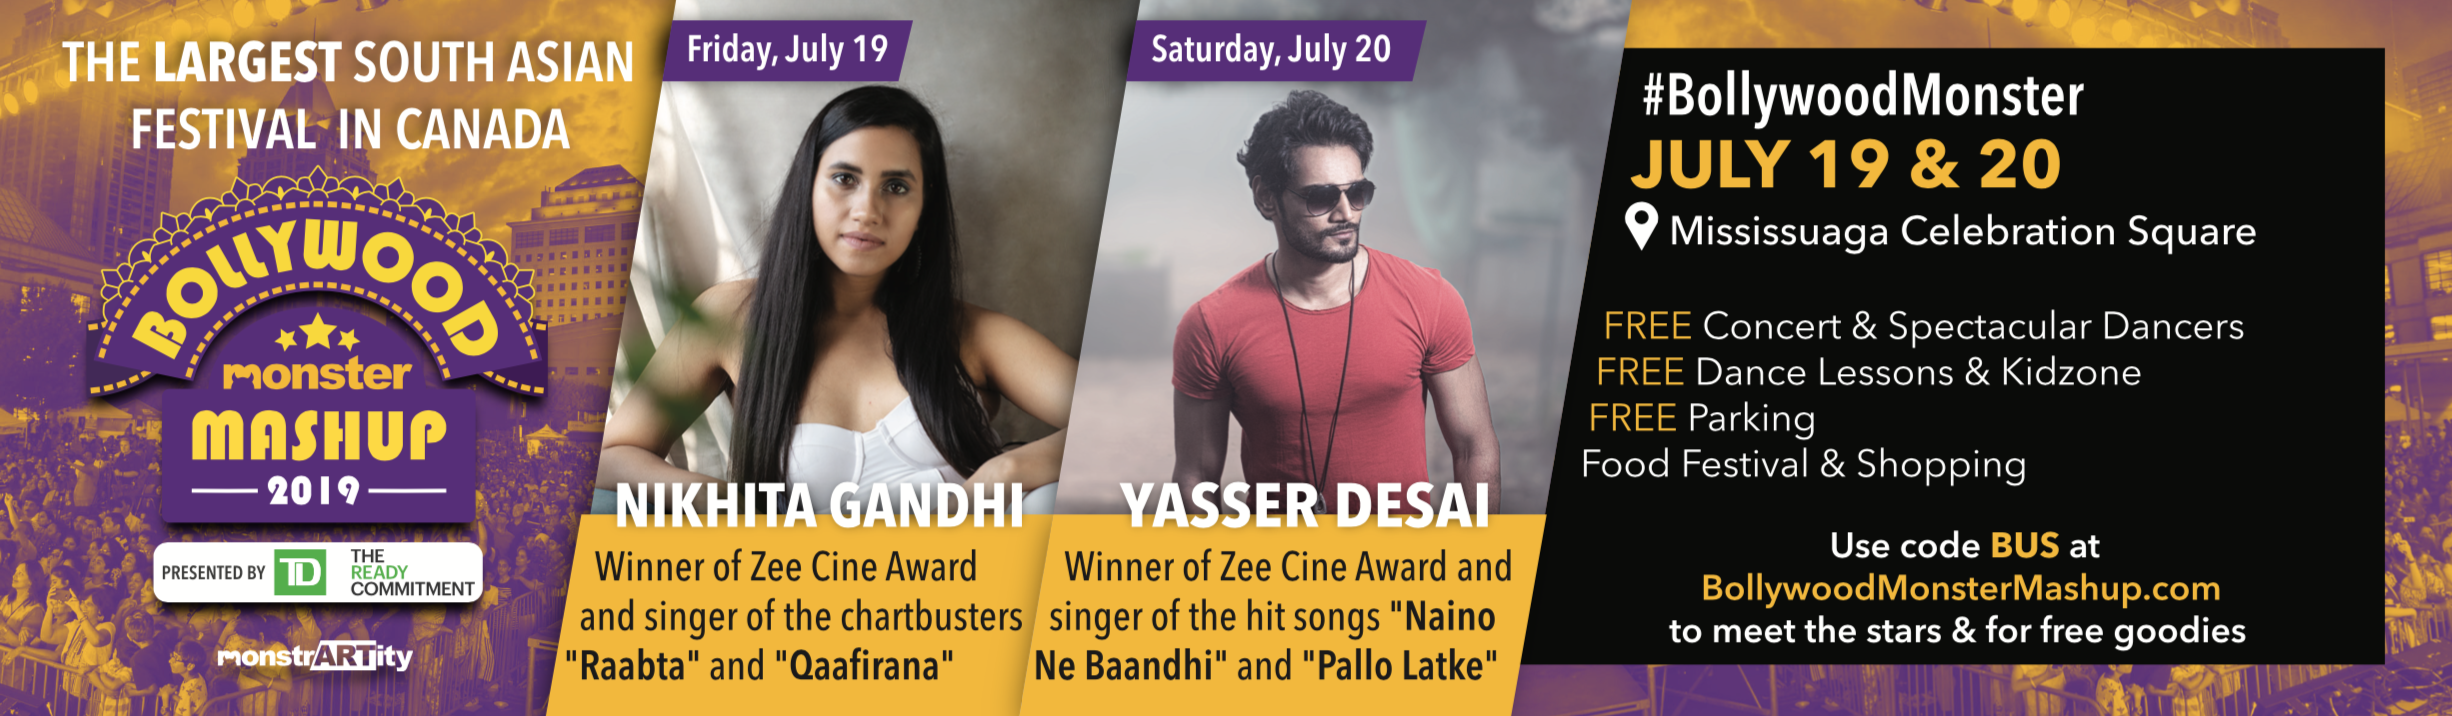 THE LARGEST SOUTH ASIAN
FESTIVAL IN CANADA
BOLLYWOOD
monster
MASHUP
2019
PRESENTED BY TD THE
READY
COMMITMENT
monstrARTity
Friday, July 19
NIKHITA GANDHI
Winner of Zee Cine Award
and singer of the chartbusters
"Raabta" and "Qaafirana"
Saturday, July 20
YASSER DESAI
Winner of Zee Cine Award and
singer of the hit songs "Naino
Ne Baandhi" and "Pallo Latke"
#BollywoodMonster
JULY 19 & 20
Mississuaga Celebration Square
FREE Concert & Spectacular Dancers
FREE Dance Lessons & Kidzone
FREE Parking
Food Festival & Shopping
Use code BUS at
BollywoodMonsterMashup.com
to meet the stars & for free goodies